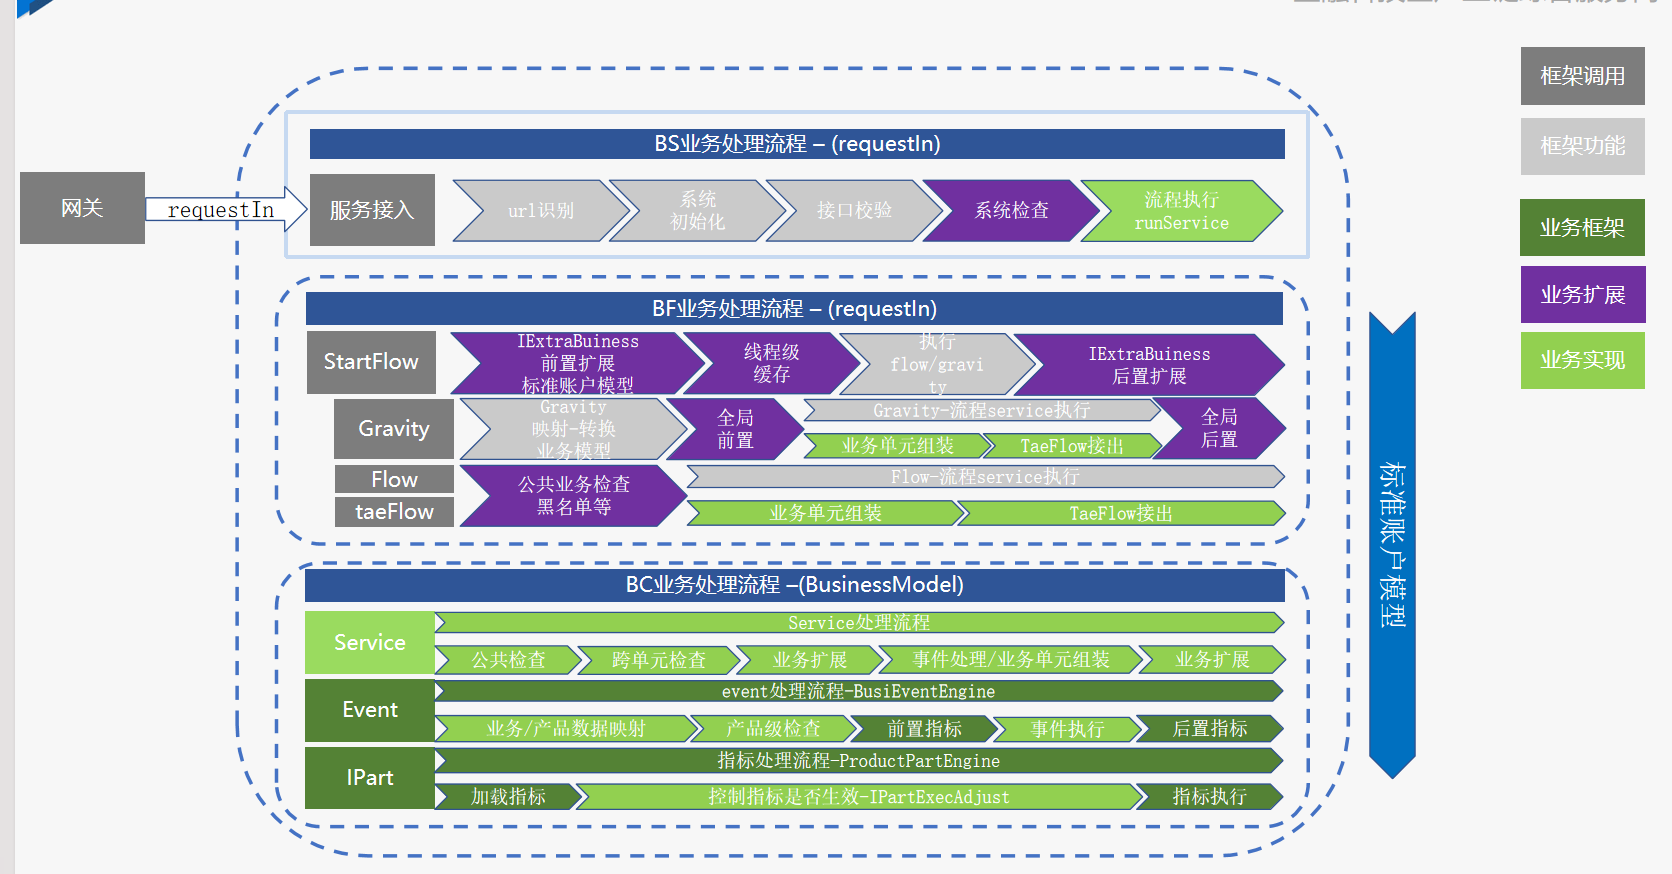 框架调用
框架功能
业务框架
业务扩展
业务实现
BS业务处理流程 – (requestIn)
网关
requestIn
服务接入
url识别
系统
初始化
接口校验
系统检查
流程执行
runService
BF业务处理流程 – (requestIn)
StartFlow
IExtraBuiness
前置扩展
标准账户模型
线程级
缓存
执行
flow/gravi
ty
IExtraBuiness
后置扩展
Gravity
Gravity
映射-转换
业务模型
全局
前置
Gravity-流程service执行
业务单元组装
TaeFlow接出
全局
后置
Flow
taeFlow
公共业务检查
黑名单等
Flow-流程service执行
业务单元组装
TaeFlow接出
标准账户模型
BC业务处理流程 –(BusinessModel)
Service
Service处理流程
公共检查
跨单元检查
业务扩展
事件处理/业务单元组装
业务扩展
Event
event处理流程-BusiEventEngine
业务/产品数据映射
产品级检查
前置指标
事件执行
后置指标
IPart
指标处理流程-ProductPartEngine
加载指标
控制指标是否生效-IPartExecAdjust
指标执行